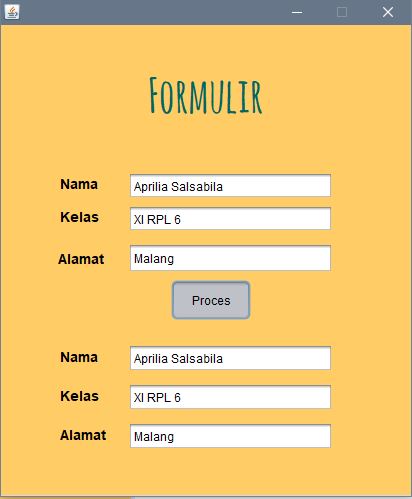 Formulir
Nama Aprilia Salsabila
Kelas XI RPL 6
Alamat Malang
Proces
Nama Aprilia Salsabila
Kelas XI RPL 6
Alamat Malang